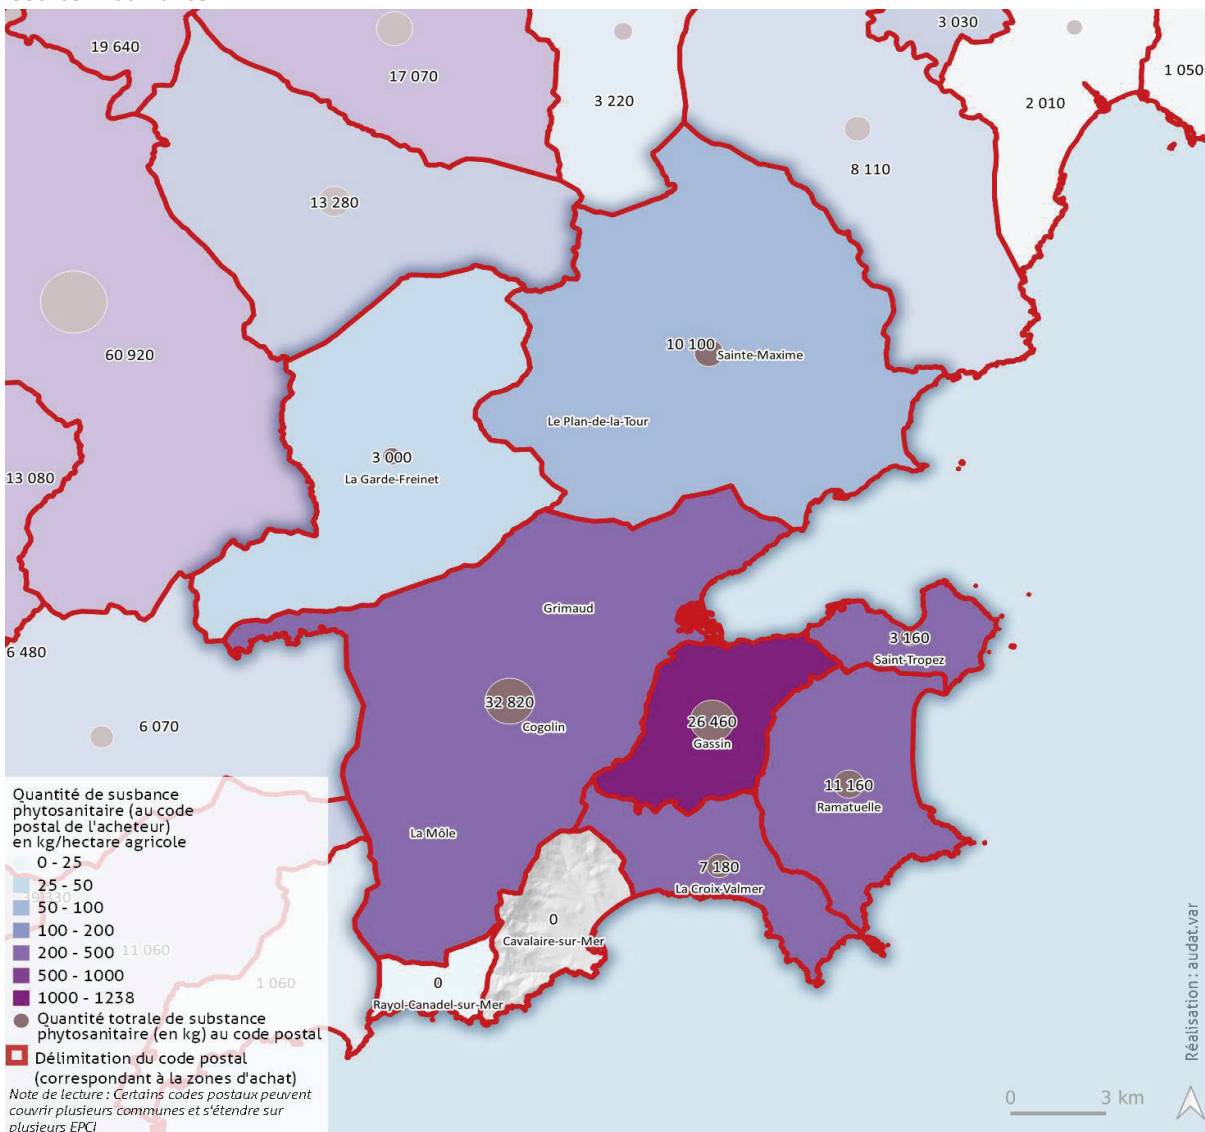 3 030
19 640
17 070
1 050
3 220
2 010
8 110
13 280
10 100
Sainte-Maxime
60 920
Le Plan-de-la-Tour
3 000
13 080
La Garde-Freinet
Grimaud
3 160
6 480
Saint-Tropez
32 820
6 070
Cogolin
26 460
Gassin
11 160
Ramatuelle
La Môle
7 180
La Croix-Valmer
0
Cavalaire-sur-Mer
0
Rayol-Canadel-sur-Mer
11 060
1 060
Quantité de susbance
phytosanitaire (au code
postal de l'acheteur)
en kg/hectare agricole
0 - 25
25 - 50
50 - 100
100 - 200
200 - 500
500 - 1000
1000 - 1238
Quantité totrale de substance
phytosanitaire (en kg) au code postal
Délimitation du code postal
(correspondant à la zones d'achat)
Note de lecture : Certains codes postaux peuvent
couvrir plusieurs communes et s'étendre sur
plusieurs EPCI
Réalisation : audat.var
0 3 km